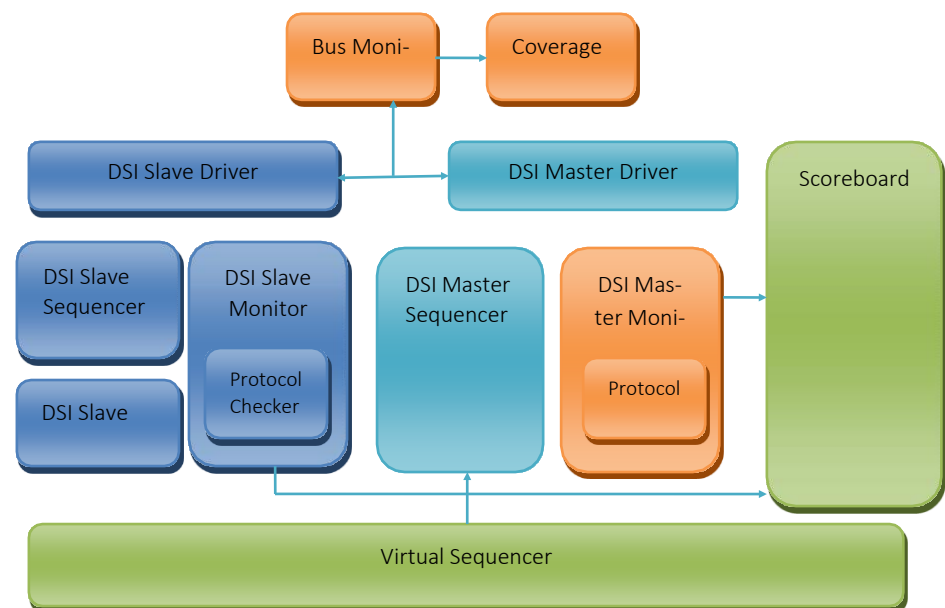 Bus Moni-
Coverage
DSI Slave Driver
DSI Master Driver
Scoreboard
DSI Slave
Sequencer
DSI Slave
Monitor
DSI Master
Sequencer
DSI Mas-
ter Moni-
Protocol
Checker
Protocol
DSI Slave
Virtual Sequencer